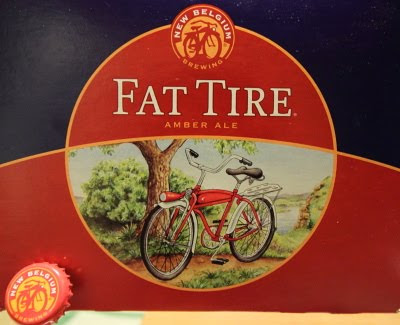 NEW BELGIUM
BREWING
FAT TIRE®
AMBER ALE
NEW BELGIUM
BREWING